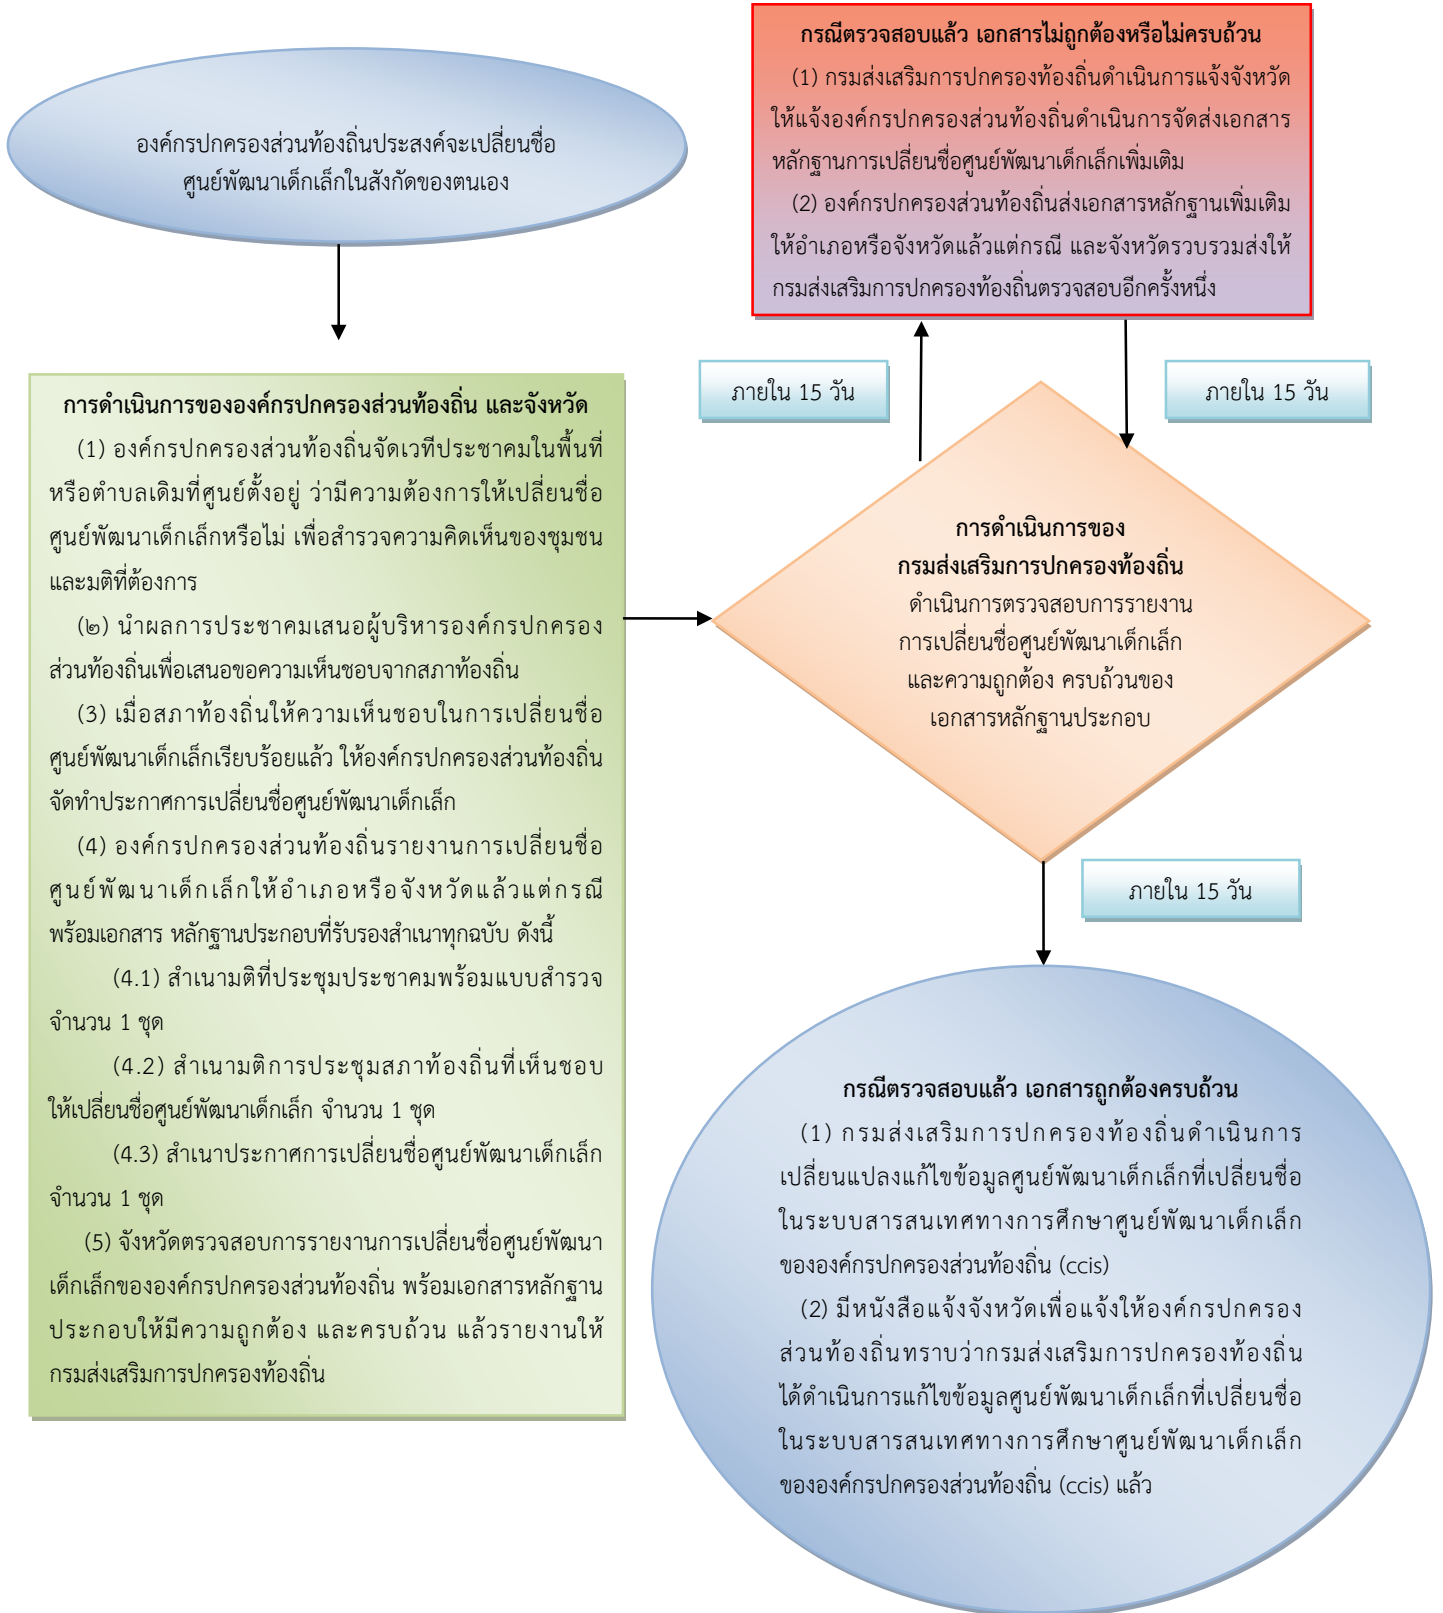 องค์กรปกครองส่วนท้องถิ่นประสงค์จะเปลี่ยนชื่อ
ศูนย์พัฒนาเด็กเล็กในสังกัดของตนเอง
การดำเนินการขององค์กรปกครองส่วนท้องถิ่น และจังหวัด
(1) องค์กรปกครองส่วนท้องถิ่นจัดเวทีประชาคมในพื้นที่
หรือตำบลเดิมที่ศูนย์ตั้งอยู่ ว่ามีความต้องการให้เปลี่ยนชื่อ
ศูนย์พัฒนาเด็กเล็กหรือไม่ เพื่อสำรวจความคิดเห็นของชุมชน
และมติที่ต้องการ
(๒) นำผลการประชาคมเสนอผู้บริหารองค์กรปกครอง
ส่วนท้องถิ่นเพื่อเสนอขอความเห็นชอบจากสภาท้องถิ่น
(3) เมื่อสภาท้องถิ่นให้ความเห็นชอบในการเปลี่ยนชื่อ
ศูนย์พัฒนาเด็กเล็กเรียบร้อยแล้ว ให้องค์กรปกครองส่วนท้องถิ่น
จัดทำประกาศการเปลี่ยนชื่อศูนย์พัฒนาเด็กเล็ก
(4) องค์กรปกครองส่วนท้องถิ่นรายงานการเปลี่ยนชื่อ
ศูนย์พัฒนาเด็กเล็กให้อำเภอหรือจังหวัดแล้วแต่กรณี
พร้อมเอกสาร หลักฐานประกอบที่รับรองสำเนาทุกฉบับ ดังนี้
(4.1) สำเนามติที่ประชุมประชาคมพร้อมแบบสำรวจ
จำนวน 1 ชุด
(4.2) สำเนามติการประชุมสภาท้องถิ่นที่เห็นชอบ
ให้เปลี่ยนชื่อศูนย์พัฒนาเด็กเล็ก จำนวน 1 ชุด
(4.3) สำเนาประกาศการเปลี่ยนชื่อศูนย์พัฒนาเด็กเล็ก
จำนวน 1 ชุด
(5) จังหวัดตรวจสอบการรายงานการเปลี่ยนชื่อศูนย์พัฒนา
เด็กเล็กขององค์กรปกครองส่วนท้องถิ่น พร้อมเอกสารหลักฐาน
ประกอบให้มีความถูกต้อง และครบถ้วน แล้วรายงานให้
กรมส่งเสริมการปกครองท้องถิ่น
กรณีตรวจสอบแล้ว เอกสารไม่ถูกต้องหรือไม่ครบถ้วน
(1) กรมส่งเสริมการปกครองท้องถิ่นดำเนินการแจ้งจังหวัด
ให้แจ้งองค์กรปกครองส่วนท้องถิ่นดำเนินการจัดส่งเอกสาร
หลักฐานการเปลี่ยนชื่อศูนย์พัฒนาเด็กเล็กเพิ่มเติม
(2) องค์กรปกครองส่วนท้องถิ่นส่งเอกสารหลักฐานเพิ่มเติม
ให้อำเภอหรือจังหวัดแล้วแต่กรณี และจังหวัดรวบรวมส่งให้
กรมส่งเสริมการปกครองท้องถิ่นตรวจสอบอีกครั้งหนึ่ง
ภายใน 15 วัน
ภายใน 15 วัน
การดำเนินการของ
กรมส่งเสริมการปกครองท้องถิ่น
ดำเนินการตรวจสอบการรายงาน
การเปลี่ยนชื่อศูนย์พัฒนาเด็กเล็ก
และความถูกต้อง ครบถ้วนของ
เอกสารหลักฐานประกอบ
ภายใน 15 วัน
กรณีตรวจสอบแล้ว เอกสารถูกต้องครบถ้วน
(1) กรมส่งเสริมการปกครองท้องถิ่นดำเนินการ
เปลี่ยนแปลงแก้ไขข้อมูลศูนย์พัฒนาเด็กเล็กที่เปลี่ยนชื่อ
ในระบบสารสนเทศทางการศึกษาศูนย์พัฒนาเด็กเล็ก
ขององค์กรปกครองส่วนท้องถิ่น (ccis)
(2) มีหนังสือแจ้งจังหวัดเพื่อแจ้งให้องค์กรปกครอง
ส่วนท้องถิ่นทราบว่ากรมส่งเสริมการปกครองท้องถิ่น
ได้ดำเนินการแก้ไขข้อมูลศูนย์พัฒนาเด็กเล็กที่เปลี่ยนชื่อ
ในระบบสารสนเทศทางการศึกษาศูนย์พัฒนาเด็กเล็ก
ขององค์กรปกครองส่วนท้องถิ่น (ccis) แล้ว